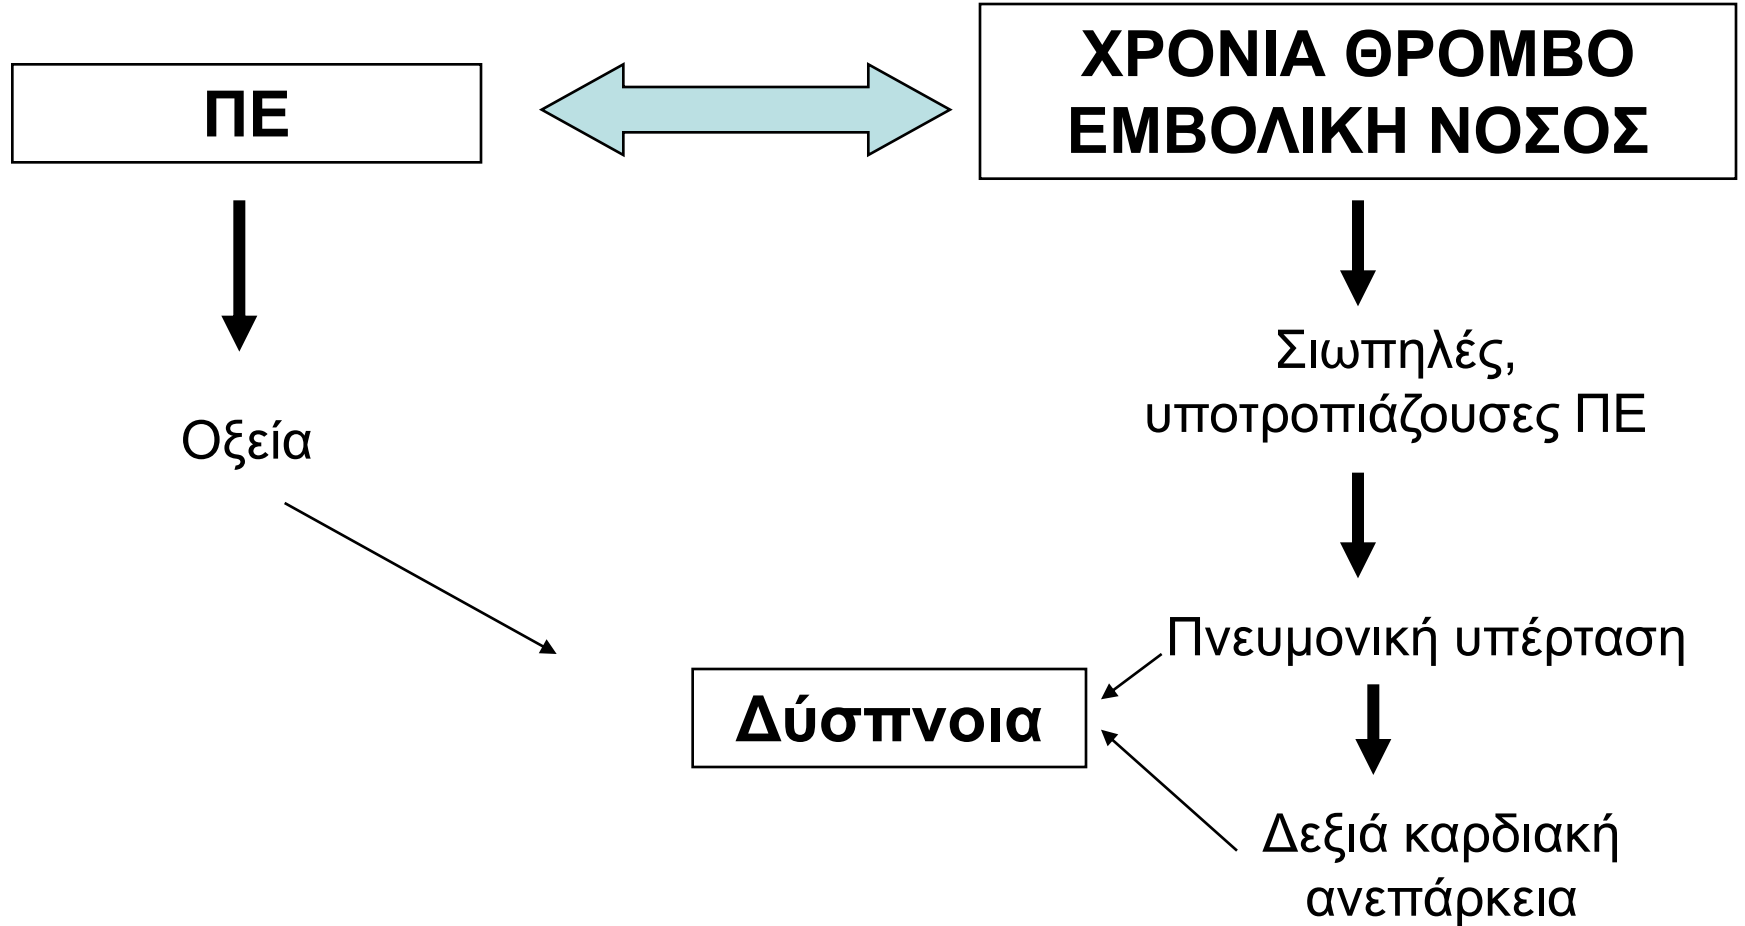 ΠΕ
ΧΡΟΝΙΑ ΘΡΟΜΒΟ
ΕΜΒΟΛΙΚΗ ΝΟΣΟΣ
Οξεία
Σιωπηλές,
υποτροπιάζουσες ΠΕ
Πνευμονική υπέρταση
Δύσπνοια
Δεξιά καρδιακή
ανεπάρκεια